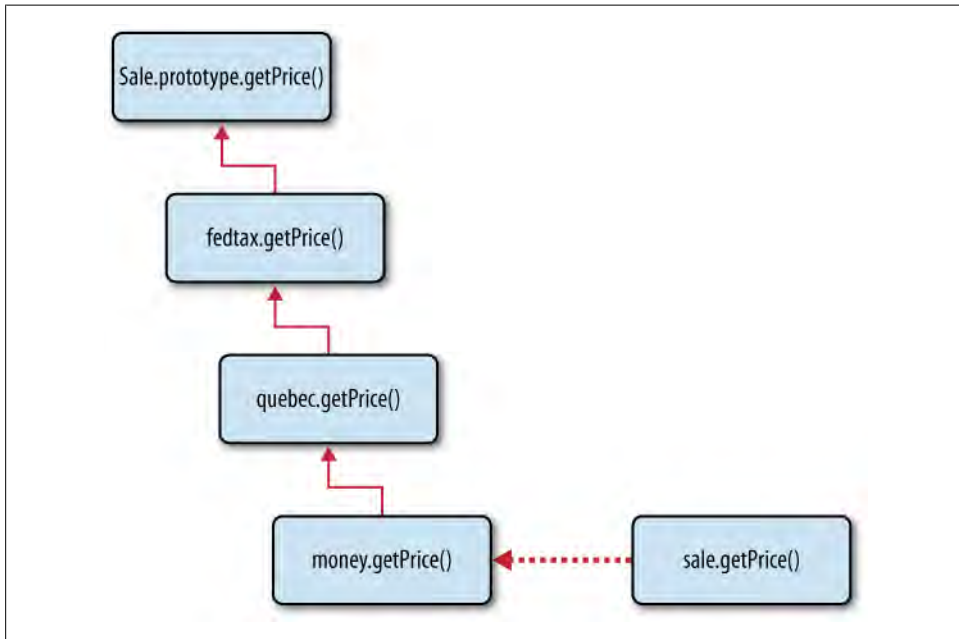 Sale.prototype.getPrice()
fedtax.getPrice()
quebec.getPrice()
money.getPrice()
sale.getPrice()